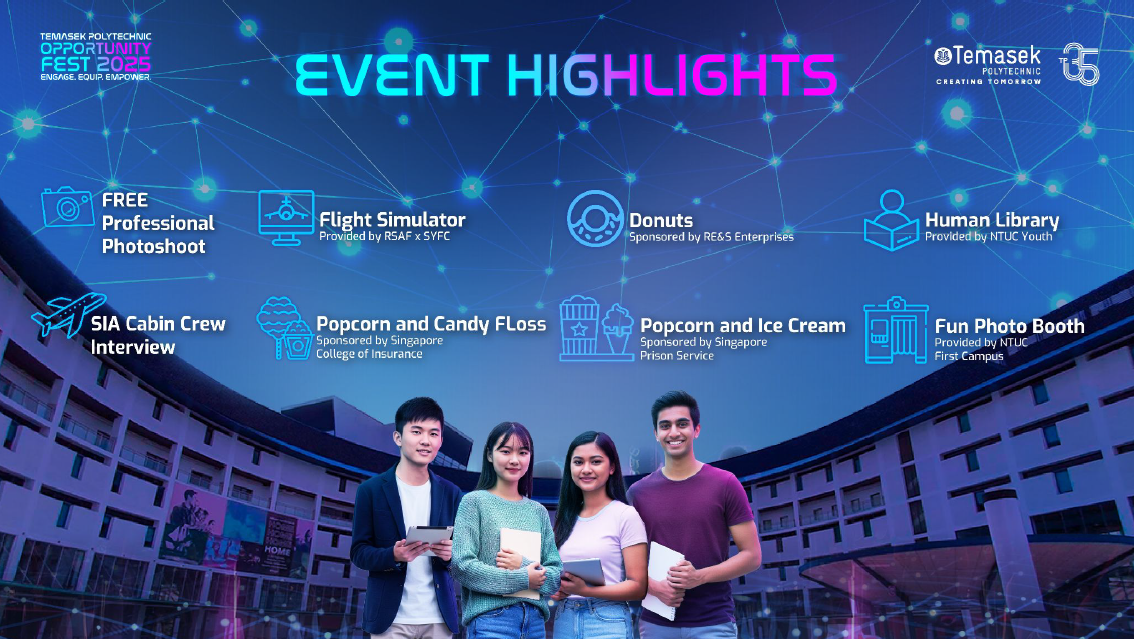 TEMASEK POLYTECHNIC
OPPORTUNITY
FEST 2025
ENGAGE. EQUIP. EMPOWER.
EVENT HIGHLIGHTS
Temasek
POLYTECHNIC
CREATING TOMORROW
TP 35
FREE
Professional
Photoshoot
Flight Simulator
Provided by RSAF x SYFC
Donuts
Sponsored by RE&S Enterprises
Human Library
Provided by NTUC Youth
SIA Cabin Crew
Interview
Popcorn and Candy FLoss
Sponsored by Singapore
College of Insurance
Popcorn and Ice Cream
Sponsored by Singapore
Prison Service
Fun Photo Booth
Provided by NTUC
First Campus
HOME